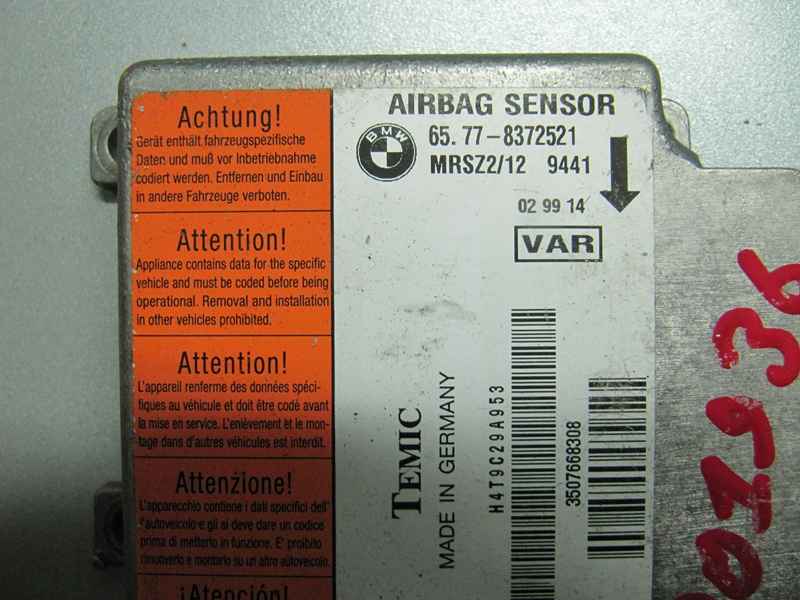 Achtung!
Gerät enthält fahrzeugspezifische
Daten und muß vor Inbetriebnahme
codiert werden. Entfernen und Einbau
in andere Fahrzeuge verboten.
Attention!
Appliance contains data for the specific
vehicle and must be coded before being
operational. Removal and installation
in other vehicles prohibited.
Attention!
L'appareil renferme des données spéci-
fiques au véhicule et doit être codé avant
la mise en service. L'enlèvement et le mon-
tage dans d'autres véhicules est interdit.
Attenzione!
L'apparecchio contiene i dati specifici dell'
autoveicolo e gli si deve dare un codice
prima di metterlo in funzione. E' proibito
rimuoverlo e montarlo su un altro autoveicolo.
¡Atención!
AIRBAG SENSOR
BMW
65.77-8372521
MRSZ2/12 9441
02 99 14
VAR
TEMIC
MADE IN GERMANY
H4T9C29A953
3507668308